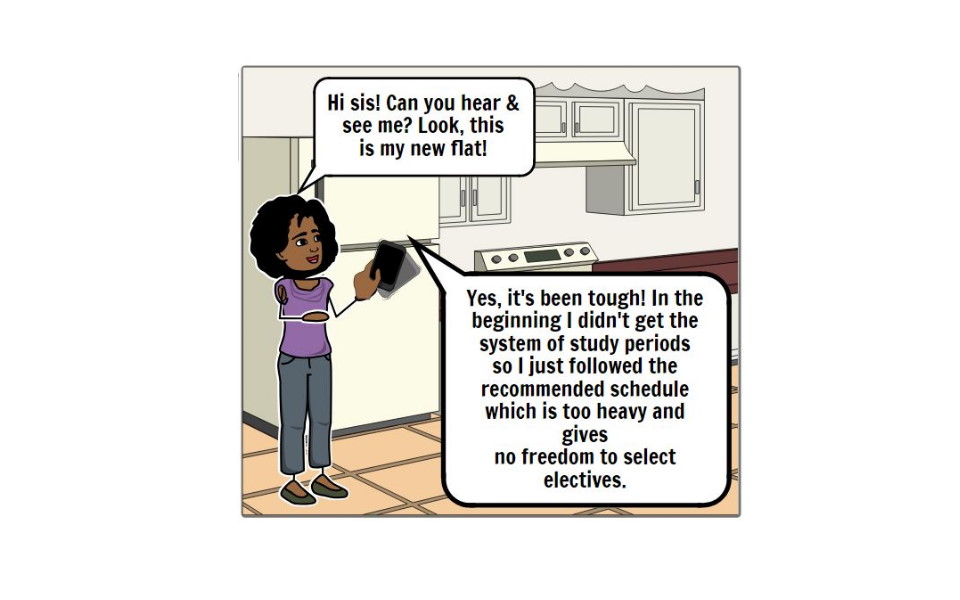 Hi sis! Can you hear &
see me? Look, this
is my new flat!
Yes, it's been tough! In the
beginning I didn't get the
system of study periods
so I just followed the
recommended schedule
which is too heavy and
gives
no freedom to select
electives.